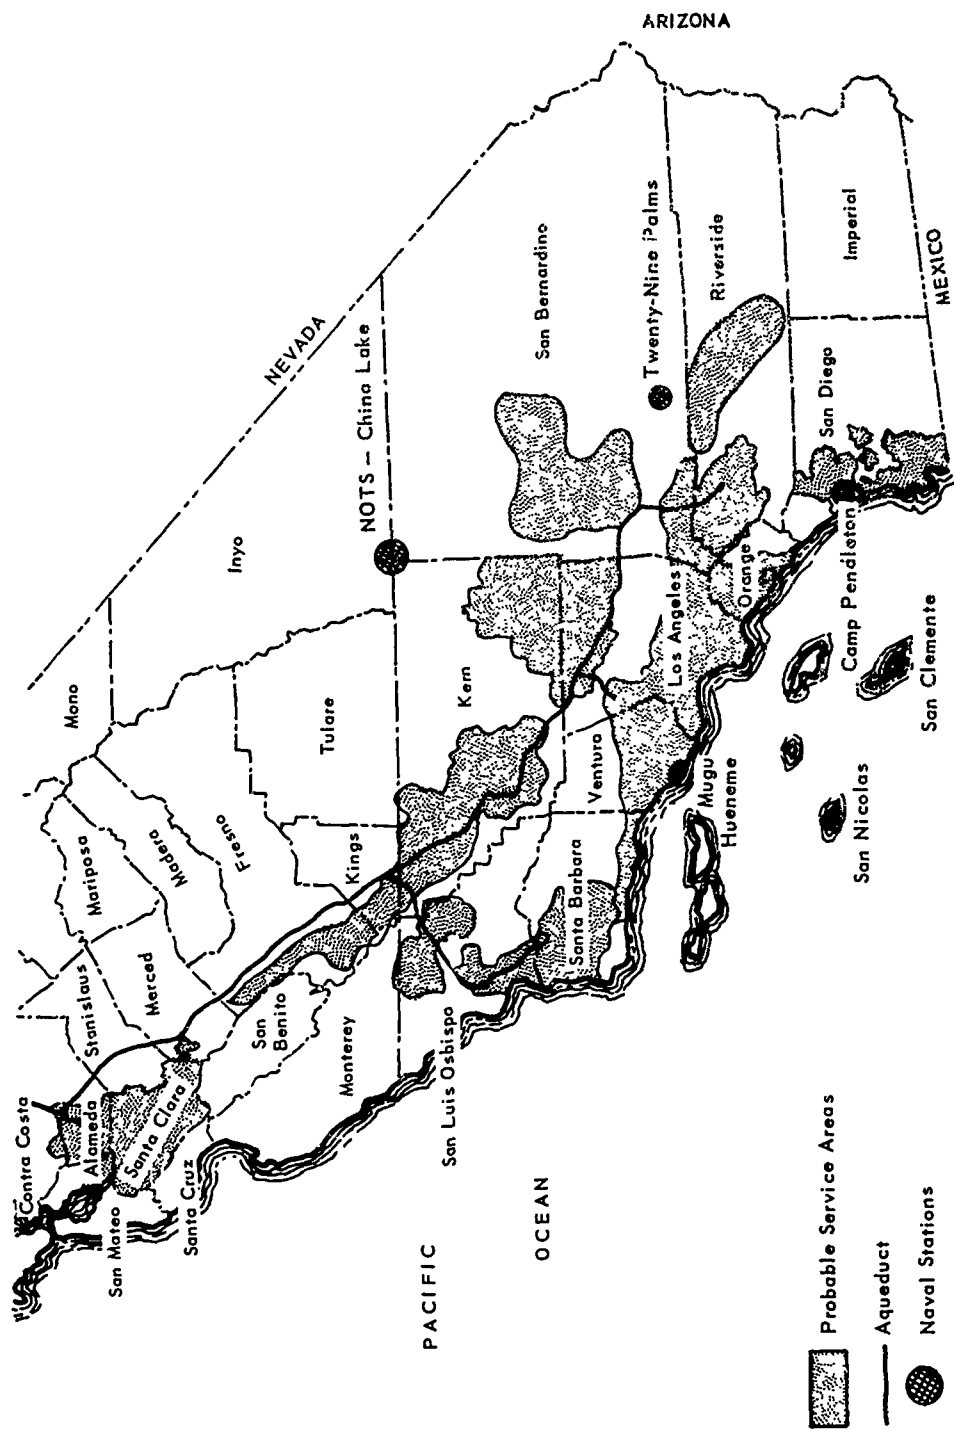 ARIZONA
NEVADA
MEXICO
NOTS – China Lake
Twenty-Nine Palms
San Bernardino
Riverside
Imperial
San Diego
Inyo
Mono
Tulare
Kern
Los Angeles
Orange
Camp Pendleton
San Clemente
Mariposa
Madera
Fresno
Kings
Ventura
Mugu
Hueneme
San Nicolas
Stanislaus
Merced
San
Benito
Monterey
Santa Barbara
San Luis Osbispo
Contra Costa
Alameda
Santa Clara
San Mateo
Santa Cruz
PACIFIC
OCEAN
Probable Service Areas
Aqueduct
Naval Stations